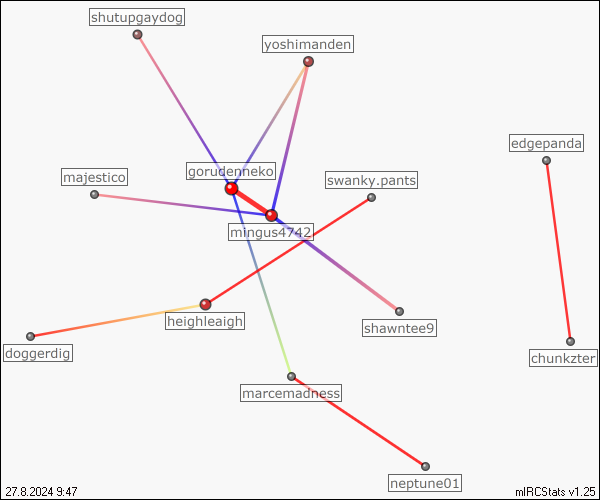 shutupgaydog
yoshimanden
edgepanda
gorudenneko
majestico
swanky.pants
mingus4742
heighleaigh
shawntee9
doggerdig
chunkzter
marcemadness
neptune01
27.8.2024 9:47
mIRCStats v1.25